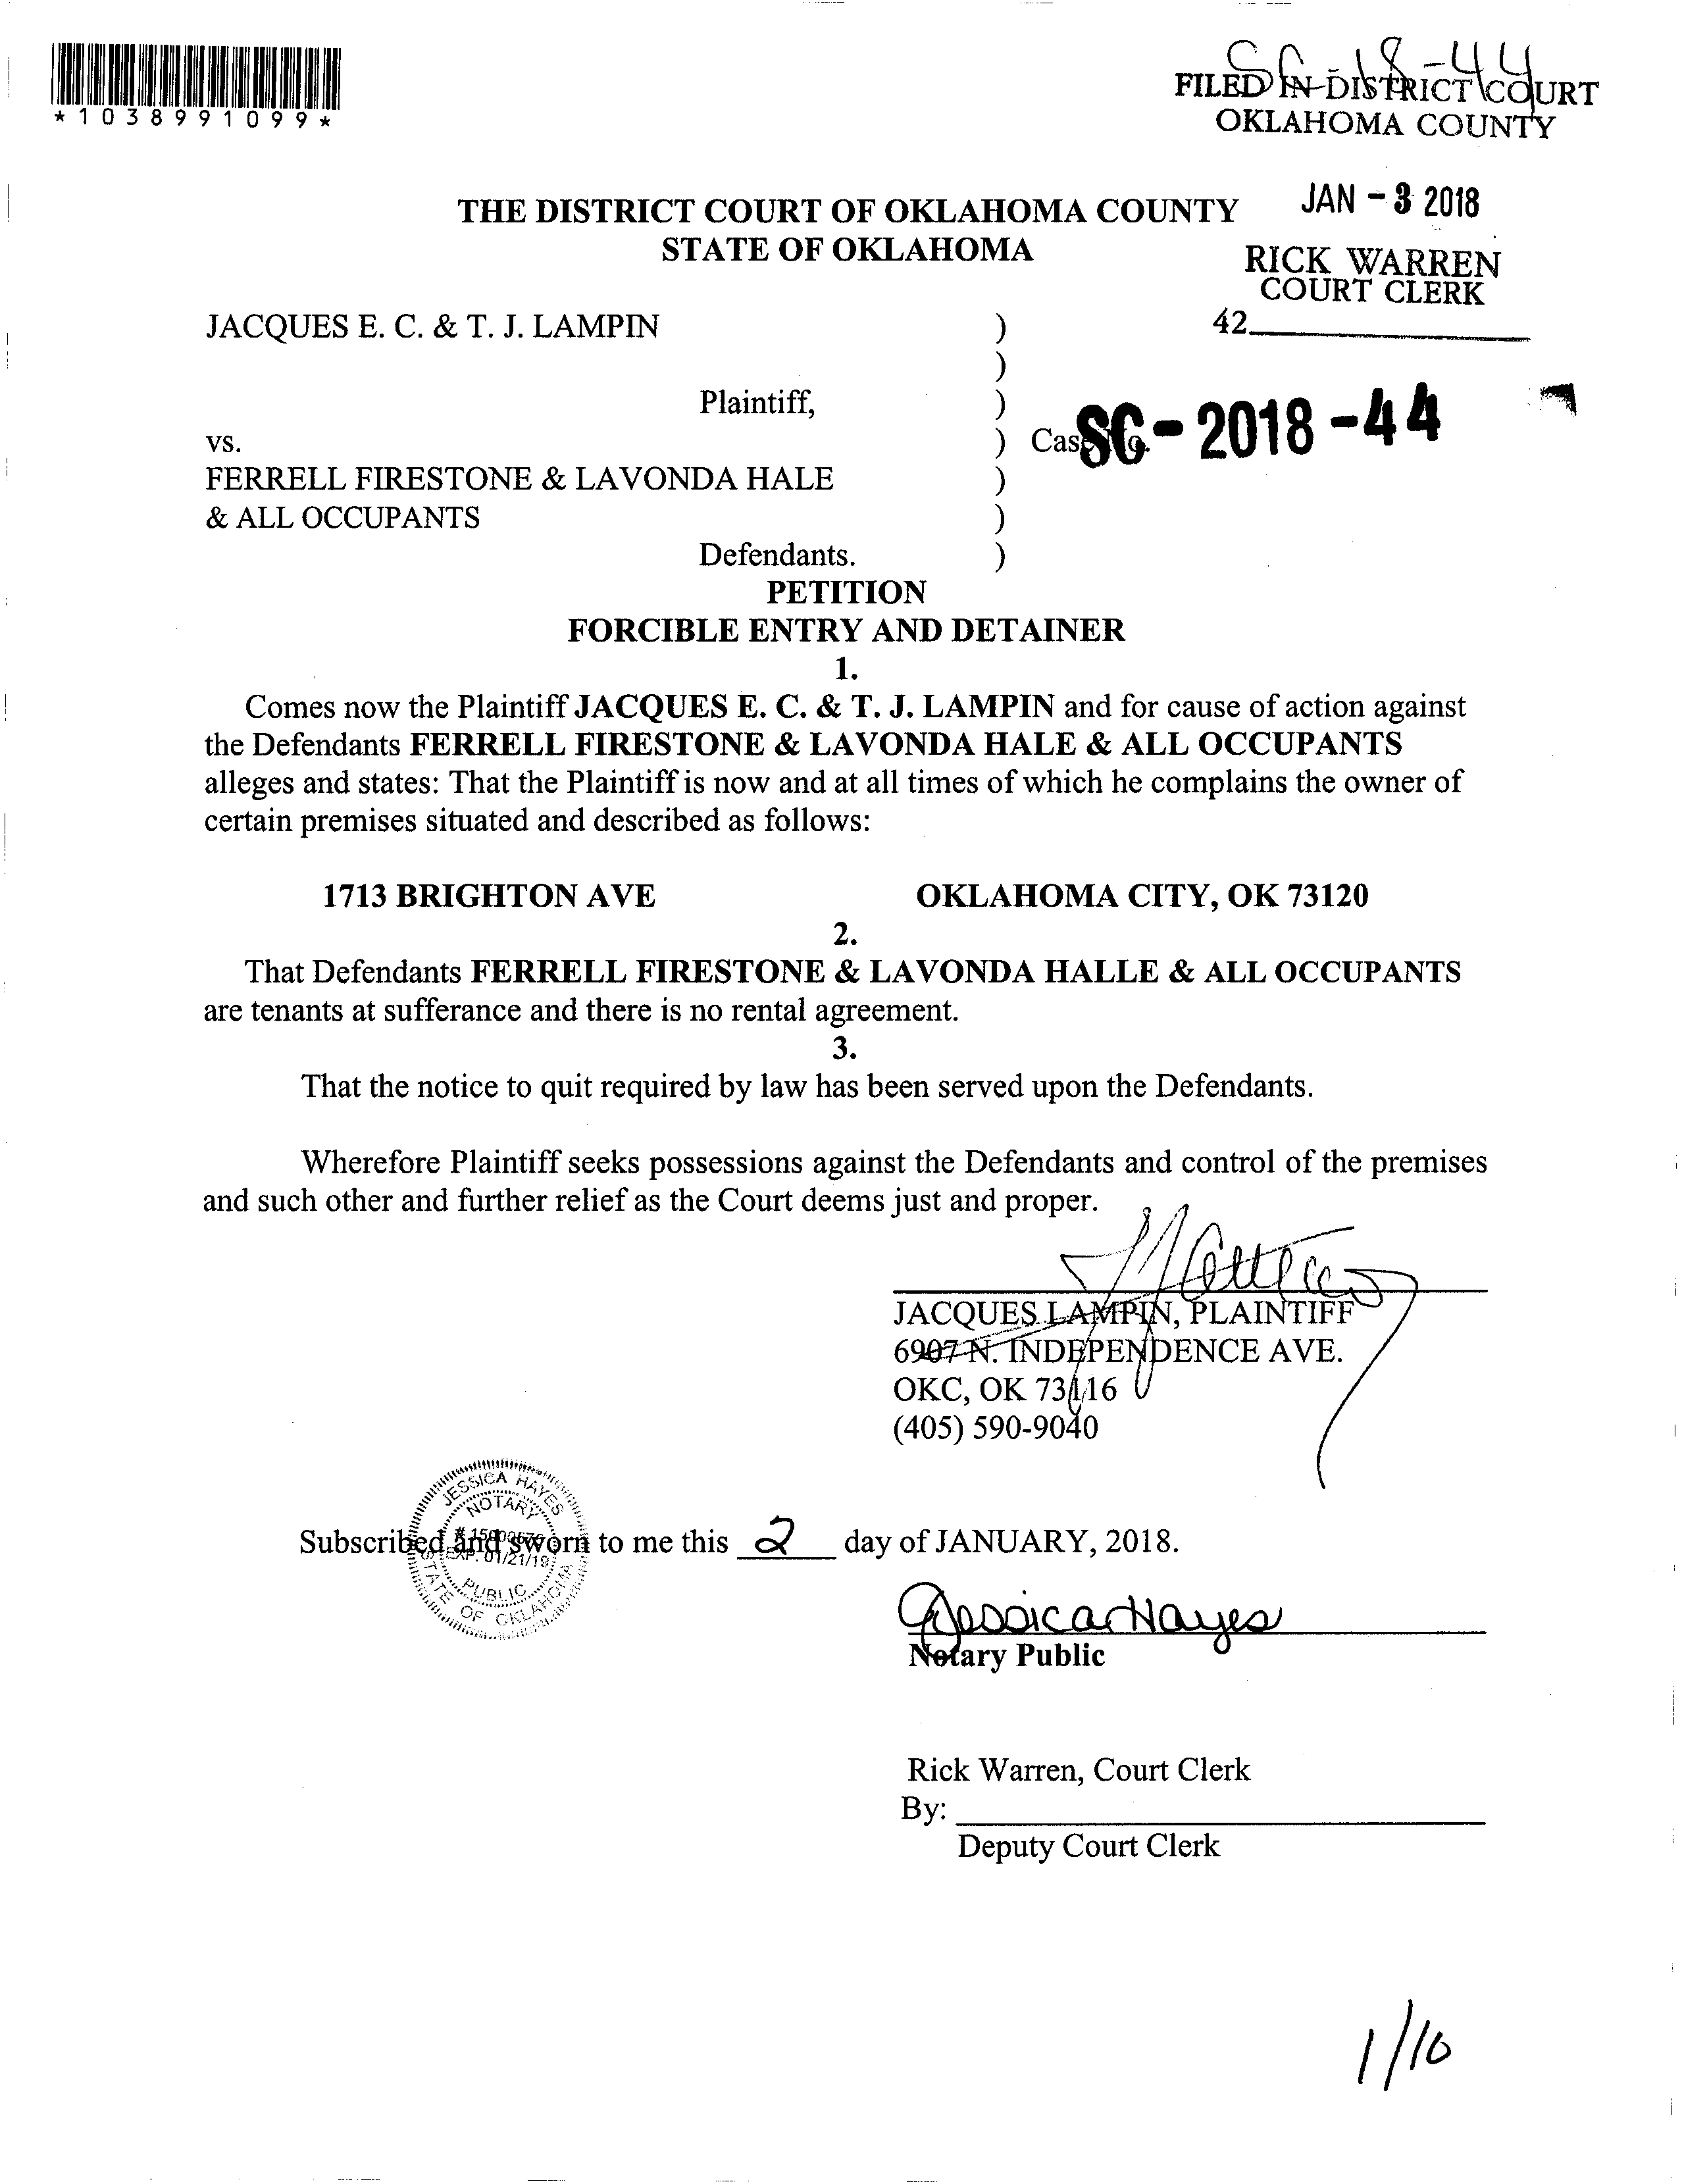 SC-18-44
*1038991099*
FILED IN DISTRICT COURT
OKLAHOMA COUNTY
JAN - 3 2018
RICK WARREN
COURT CLERK
42
THE DISTRICT COURT OF OKLAHOMA COUNTY
STATE OF OKLAHOMA
JACQUES E. C. & T. J. LAMPIN )
)
Plaintiff, )
vs. ) Case No. SC-2018-44
FERRELL FIRESTONE & LAVONDA HALE )
& ALL OCCUPANTS )
Defendants. )
PETITION
FORCIBLE ENTRY AND DETAINER
1.
Comes now the Plaintiff JACQUES E. C. & T. J. LAMPIN and for cause of action against
the Defendants FERRELL FIRESTONE & LAVONDA HALE & ALL OCCUPANTS
alleges and states: That the Plaintiff is now and at all times of which he complains the owner of
certain premises situated and described as follows:
1713 BRIGHTON AVE OKLAHOMA CITY, OK 73120
2.
That Defendants FERRELL FIRESTONE & LAVONDA HALLE & ALL OCCUPANTS
are tenants at sufferance and there is no rental agreement.
3.
That the notice to quit required by law has been served upon the Defendants.
Wherefore Plaintiff seeks possessions against the Defendants and control of the premises
and such other and further relief as the Court deems just and proper.
JACQUES LAMPIN, PLAINTIFF
6907 N. INDEPENDENCE AVE.
OKC, OK 73116
(405) 590-9040
JESSICA HAYES
NOTARY
EXP. 01/21/19
PUBLIC
STATE OF OKLAHOMA
Subscribed and sworn to me this 2 day of JANUARY, 2018.
Jessica Hayes
Notary Public
Rick Warren, Court Clerk
By:
Deputy Court Clerk
1/10